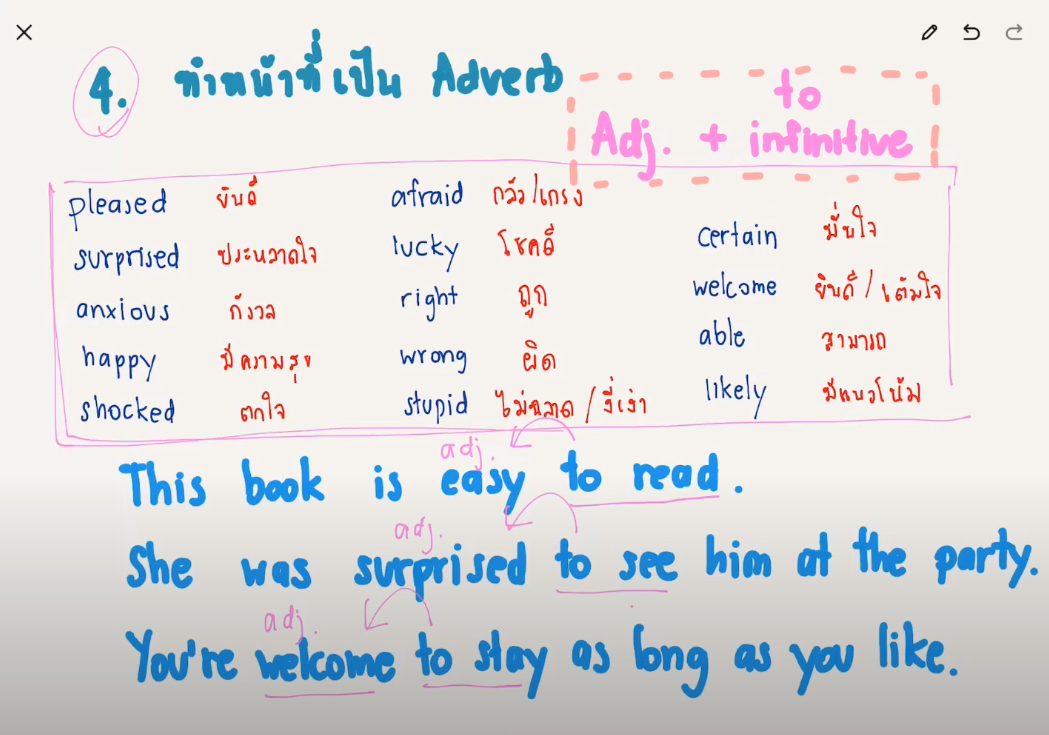 4. ทำหน้าที่เป็น Adverb
to
Adj. + infinitive
pleased ยินดี
surprised ประหลาดใจ
anxious กังวล
happy มีความสุข
shocked ตกใจ
afraid กลัว/เกรง
lucky โชคดี
right ถูก
wrong ผิด
stupid ไม่ฉลาด/งี่เง่า
certain มั่นใจ
welcome ยินดี/เต็มใจ
able สามารถ
likely มีแนวโน้ม
adj.
This book is easy to read.
adj.
She was surprised to see him at the party.
adj.
You're welcome to stay as long as you like.